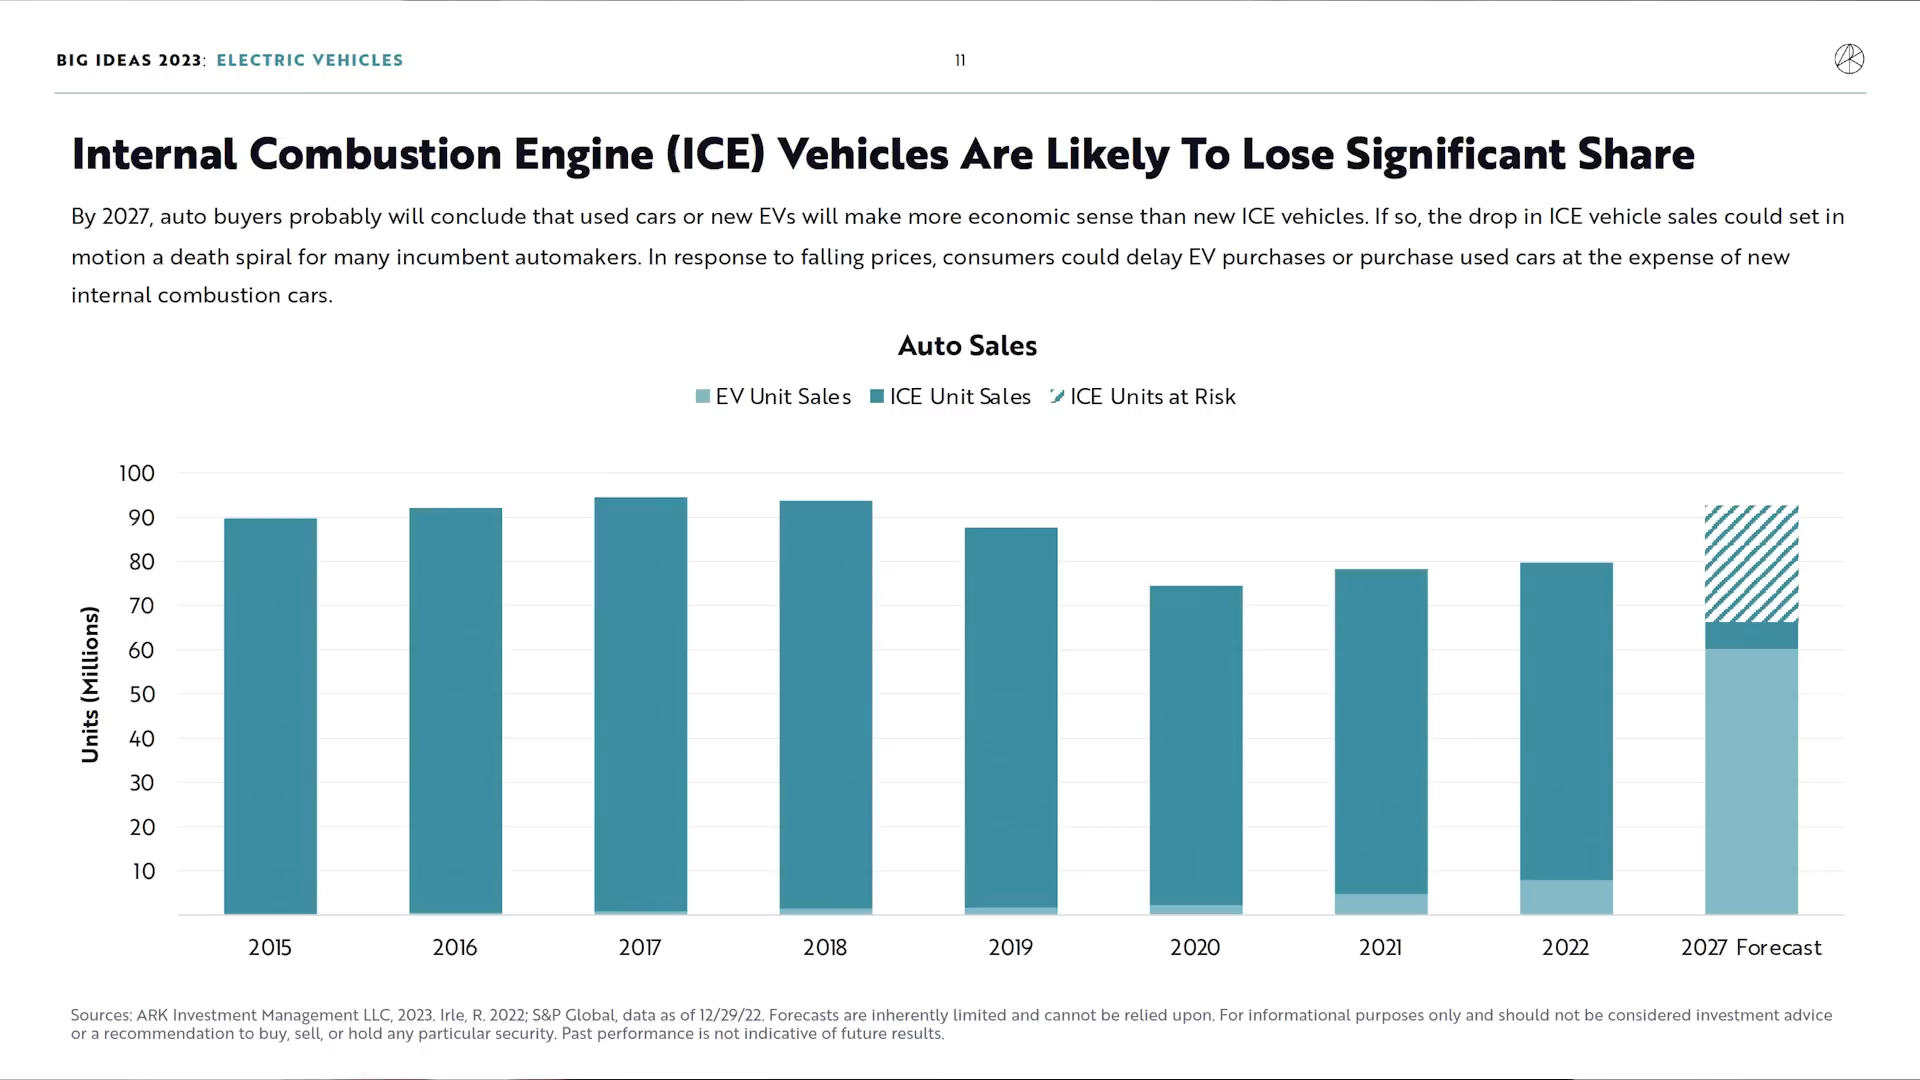 BIG IDEAS 2023: ELECTRIC VEHICLES
11
Internal Combustion Engine (ICE) Vehicles Are Likely To Lose Significant Share
By 2027, auto buyers probably will conclude that used cars or new EVs will make more economic sense than new ICE vehicles. If so, the drop in ICE vehicle sales could set in
motion a death spiral for many incumbent automakers. In response to falling prices, consumers could delay EV purchases or purchase used cars at the expense of new
internal combustion cars.
Auto Sales
EV Unit Sales ICE Unit Sales ICE Units at Risk
Units (Millions)
100
90
80
70
60
50
40
30
20
10
2015 2016 2017 2018 2019 2020 2021 2022 2027 Forecast
Sources: ARK Investment Management LLC, 2023. Irle, R. 2022; S&P Global, data as of 12/29/22. Forecasts are inherently limited and cannot be relied upon. For informational purposes only and should not be considered investment advice
or a recommendation to buy, sell, or hold any particular security. Past performance is not indicative of future results.